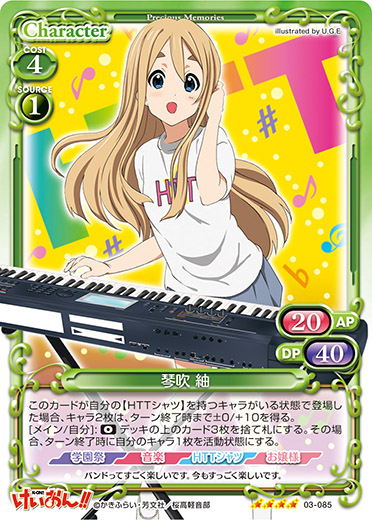 Precious Memories
Character
illustrated by U.G.E
COST
4
SOURCE
1
HTT
HTT
20 AP
DP 40
琴吹 紬
このカードが自分の【HTTシャツ】を持つキャラがいる状態で登場し
た場合、キャラ2枚は、ターン終了時まで±0/+10を得る。
[メイン/自分]: デッキの上のカード3枚を捨て札にする。その場
合、ターン終了時に自分のキャラ1枚を活動状態にする。
学園祭 音楽 HTTシャツ お嬢様
バンドってすごく楽しいです。今もすっごく楽しいです。
けいおん!!
©かきふらい・芳文社/桜高軽音部
03-085